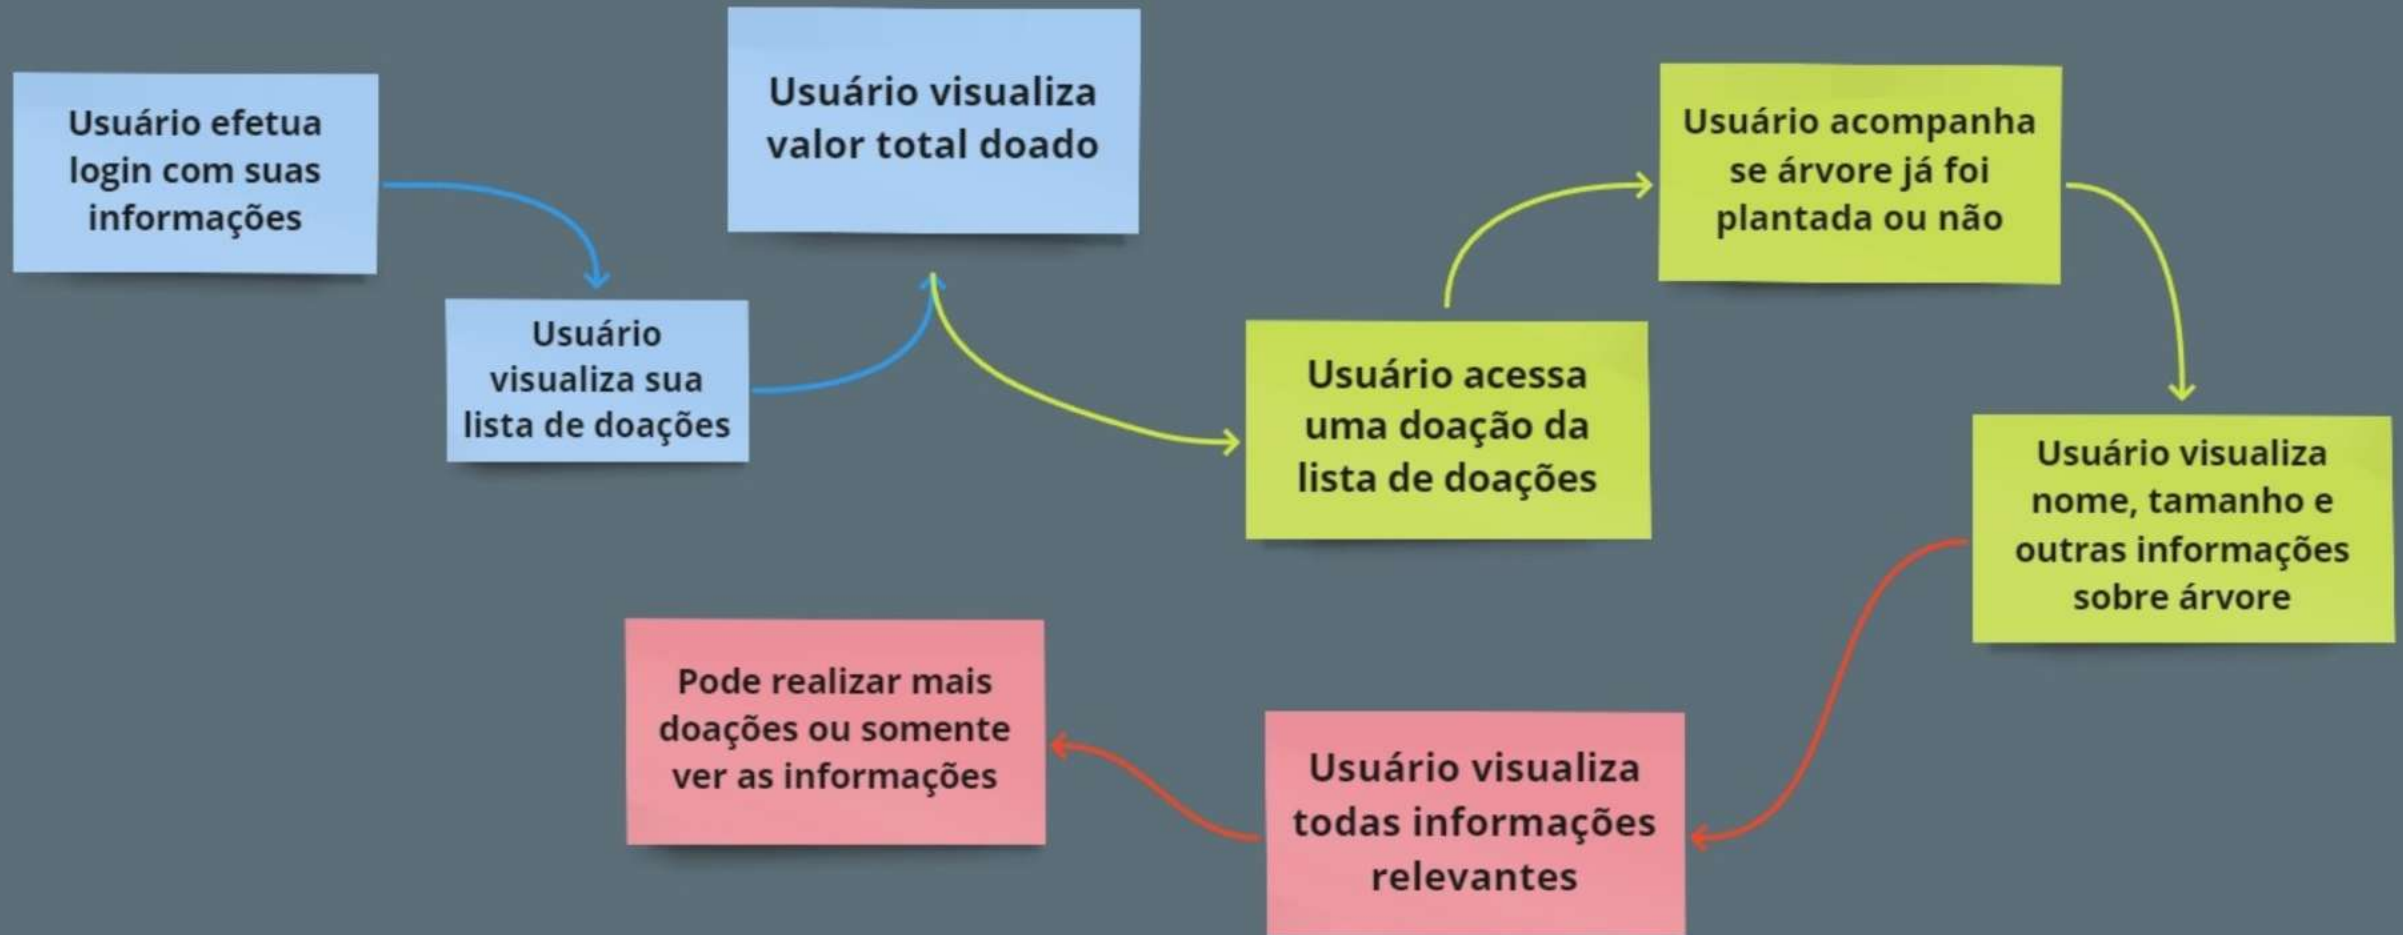 Usuário efetua
login com suas
informações
Usuário
visualiza sua
lista de doações
Usuário visualiza
valor total doado
Usuário acessa
uma doação da
lista de doações
Usuário acompanha
se árvore já foi
plantada ou não
Usuário visualiza
nome, tamanho e
outras informações
sobre árvore
Usuário visualiza
todas informações
relevantes
Pode realizar mais
doações ou somente
ver as informações